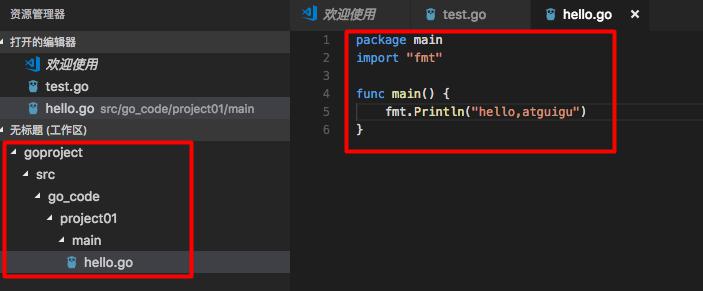 资源管理器
打开的编辑器
欢迎使用
test.go
hello.go src/go_code/project01/main
无标题 (工作区)
goproject
src
go_code
project01
main
hello.go
欢迎使用 test.go hello.go ×
1 package main
2 import "fmt"
3
4 func main() {
5 fmt.Println("hello,atguigu")
6 }